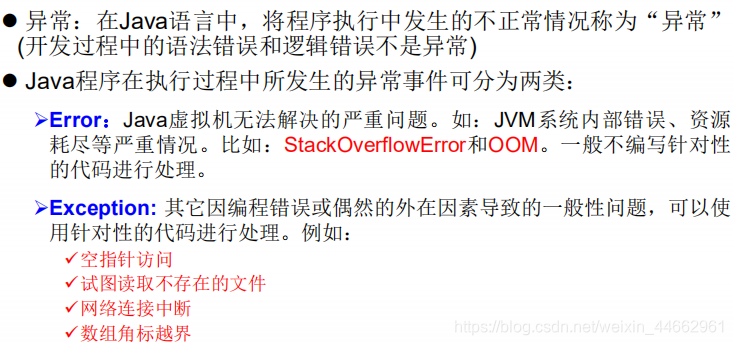 ● 异常：在Java语言中，将程序执行中发生的不正常情况称为“异常”
(开发过程中的语法错误和逻辑错误不是异常)
● Java程序在执行过程中所发生的异常事件可分为两类：
➢Error：Java虚拟机无法解决的严重问题。如：JVM系统内部错误、资源
耗尽等严重情况。比如：StackOverflowError和OOM。一般不编写针对性
的代码进行处理。
➢Exception: 其它因编程错误或偶然的外在因素导致的一般性问题，可以使
用针对性的代码进行处理。例如：
✓空指针访问
✓试图读取不存在的文件
✓网络连接中断
✓数组角标越界
https://blog.csdn.net/weixin_44662961